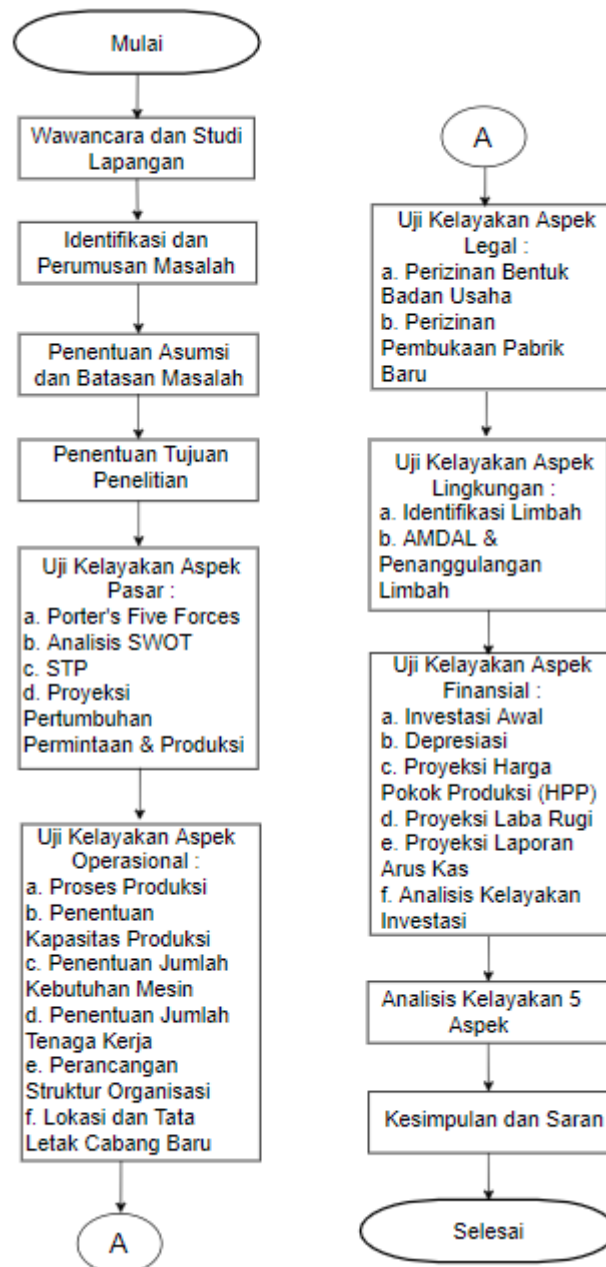 Mulai
Wawancara dan Studi
Lapangan
Identifikasi dan
Perumusan Masalah
Penentuan Asumsi
dan Batasan Masalah
Penentuan Tujuan
Penelitian
Uji Kelayakan Aspek
Pasar :
a. Porter's Five Forces
b. Analisis SWOT
c. STP
d. Proyeksi
Pertumbuhan
Permintaan & Produksi
Uji Kelayakan Aspek
Operasional :
a. Proses Produksi
b. Penentuan
Kapasitas Produksi
c. Penentuan Jumlah
Kebutuhan Mesin
d. Penentuan Jumlah
Tenaga Kerja
e. Perancangan
Struktur Organisasi
f. Lokasi dan Tata
Letak Cabang Baru
A
A
Uji Kelayakan Aspek
Legal :
a. Perizinan Bentuk
Badan Usaha
b. Perizinan
Pembukaan Pabrik
Baru
Uji Kelayakan Aspek
Lingkungan :
a. Identifikasi Limbah
b. AMDAL &
Penanggulangan
Limbah
Uji Kelayakan Aspek
Finansial :
a. Investasi Awal
b. Depresiasi
c. Proyeksi Harga
Pokok Produksi (HPP)
d. Proyeksi Laba Rugi
e. Proyeksi Laporan
Arus Kas
f. Analisis Kelayakan
Investasi
Analisis Kelayakan 5
Aspek
Kesimpulan dan Saran
Selesai